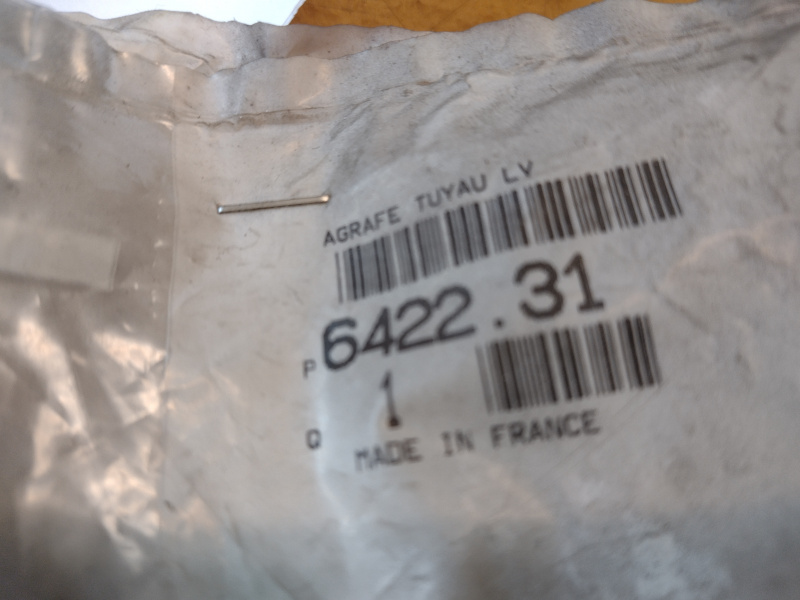 AGRAFE TUYAU LV
P 6422.31
Q 1
MADE IN FRANCE